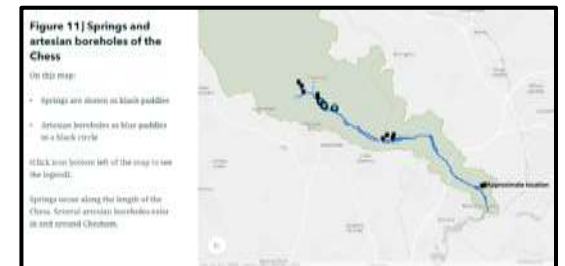 Figure 11| Springs and
artesian boreholes of the
Chess
On this map:
• Springs are shown as black puddles
• Artesian boreholes as blue puddles
in a black circle
(Click icon bottom left of the map to see
the legend).
Springs occur along the length of the
Chess. Several artesian boreholes exist
in and around Chesham.
Approximate location